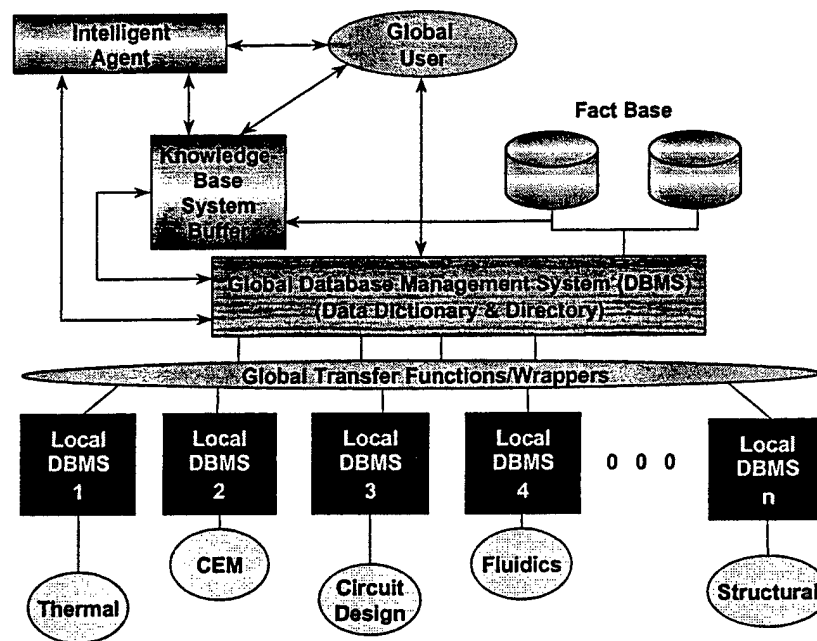 Intelligent
Agent
Global
User
Fact Base
Knowledge-
Base
System
Buffer
Global Database Management System (DBMS)
(Data Dictionary & Directory)
Global Transfer Functions/Wrappers
Local
DBMS
1
Local
DBMS
2
Local
DBMS
3
Local
DBMS
4
0 0 0
Local
DBMS
n
Thermal
CEM
Circuit
Design
Fluidics
Structural